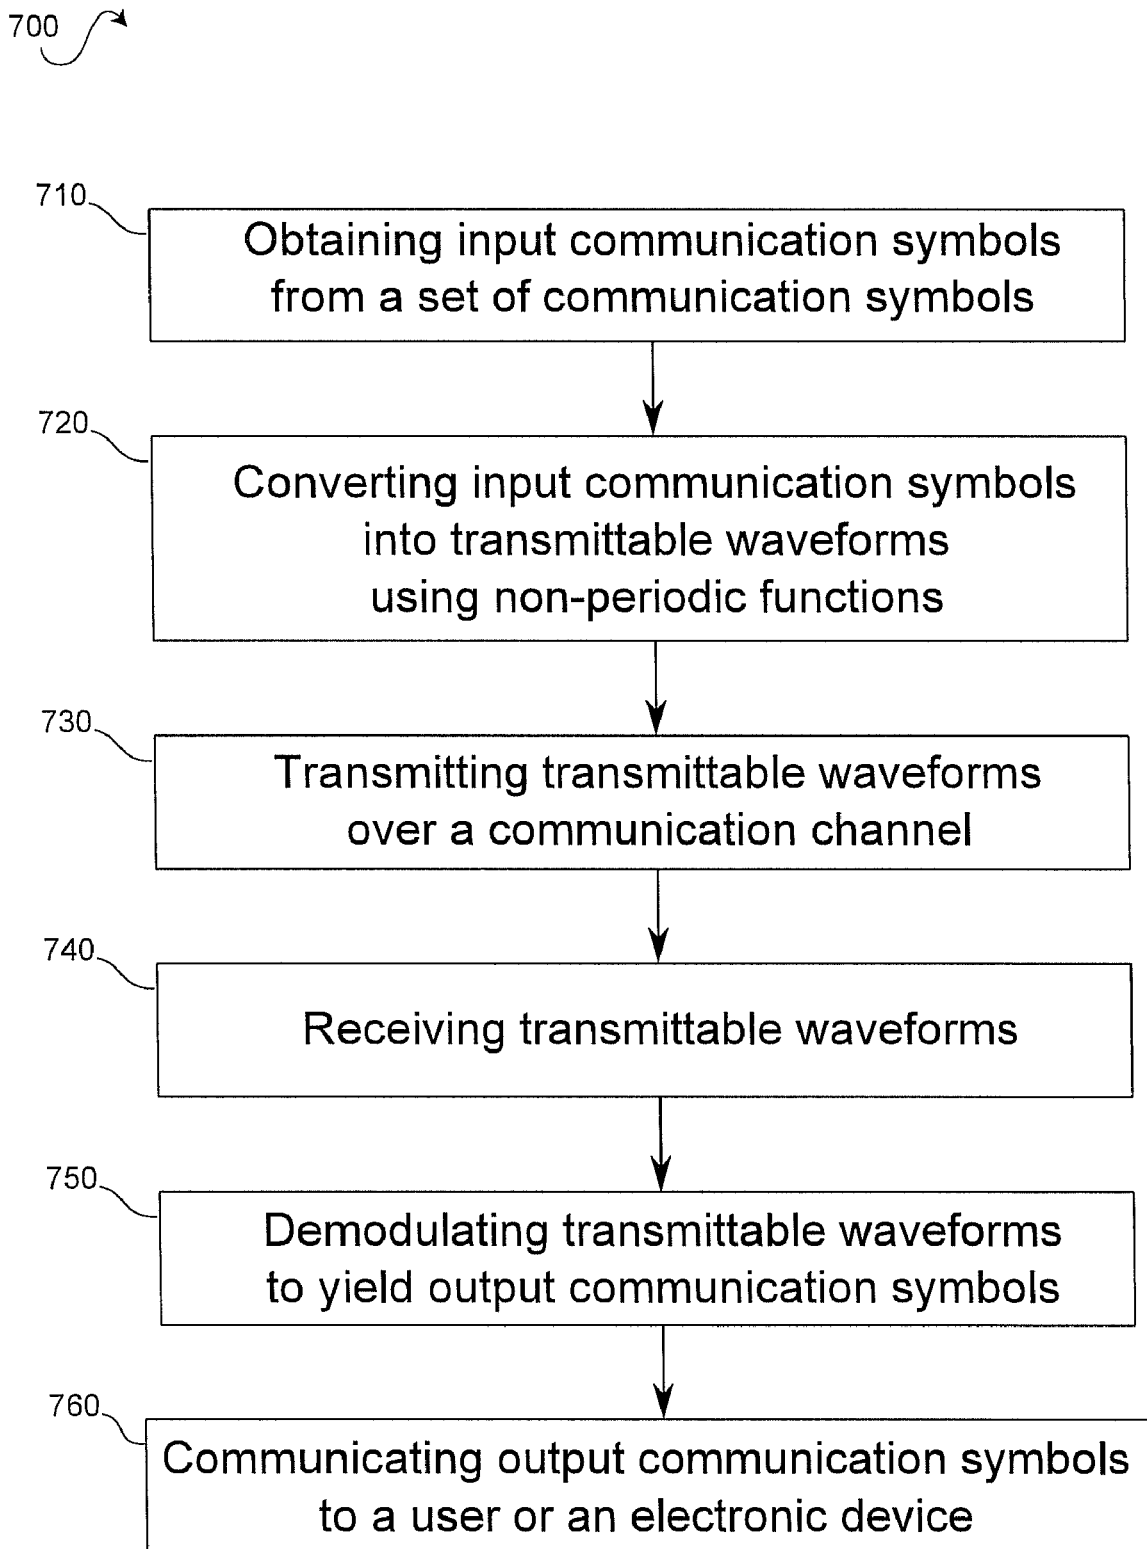 700
710
Obtaining input communication symbols
from a set of communication symbols
720
Converting input communication symbols
into transmittable waveforms
using non-periodic functions
730
Transmitting transmittable waveforms
over a communication channel
740
Receiving transmittable waveforms
750
Demodulating transmittable waveforms
to yield output communication symbols
760
Communicating output communication symbols
to a user or an electronic device